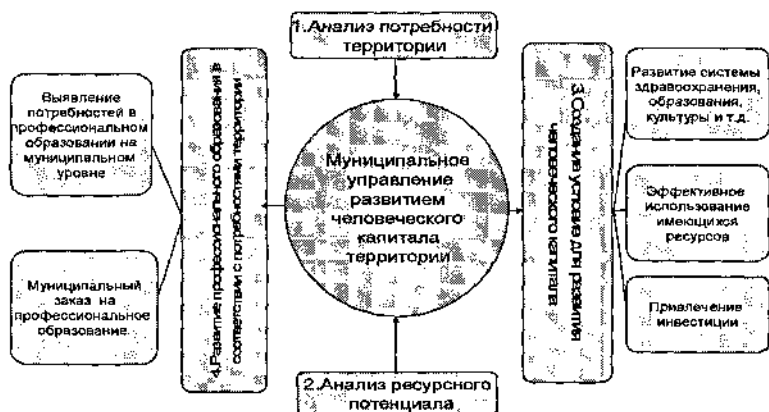 1.Анализ потребности
территории
Выявление
потребностей в
профессиональном
образовании на
муниципальном
уровне
Муниципальный
заказ на
профессиональное
образование.
4.Развитие профессионального образования в
соответствии с потребностями территории
Муниципальное
управление
развитием
человеческого
капитала
территории
3.Создание условие для развития
человеческого капитала
Развитие системы
здравоохранения,
образования,
культуры и т.д.
Эффективное
использование
имеющихся
ресурсов
Привлечение
инвестиции
2.Анализ ресурсного
потенциала